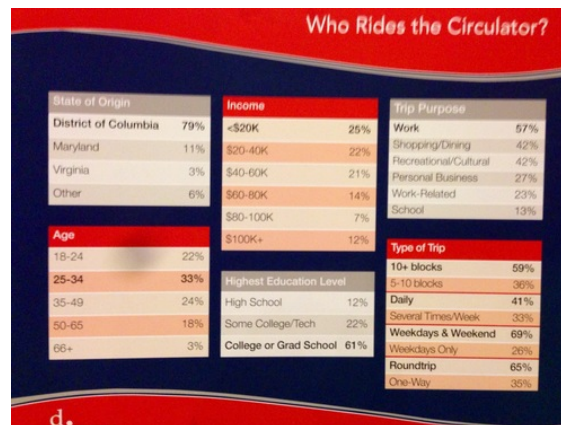 Who Rides the Circulator?
State of Origin
District of Columbia 79%
Maryland 11%
Virginia 3%
Other 6%
Age
18-24 22%
25-34 33%
35-49 24%
50-65 18%
66+ 3%
Income
<$20K 25%
$20-40K 22%
$40-60K 21%
$60-80K 14%
$80-100K 7%
$100K+ 12%
Highest Education Level
High School 12%
Some College/Tech 22%
College or Grad School 61%
Trip Purpose
Work 57%
Shopping/Dining 42%
Recreational/Cultural 42%
Personal Business 27%
Work-Related 23%
School 13%
Type of Trip
10+ blocks 59%
5-10 blocks 36%
Daily 41%
Several Times/Week 33%
Weekdays & Weekend 69%
Weekdays Only 26%
Roundtrip 65%
One-Way 35%
d.